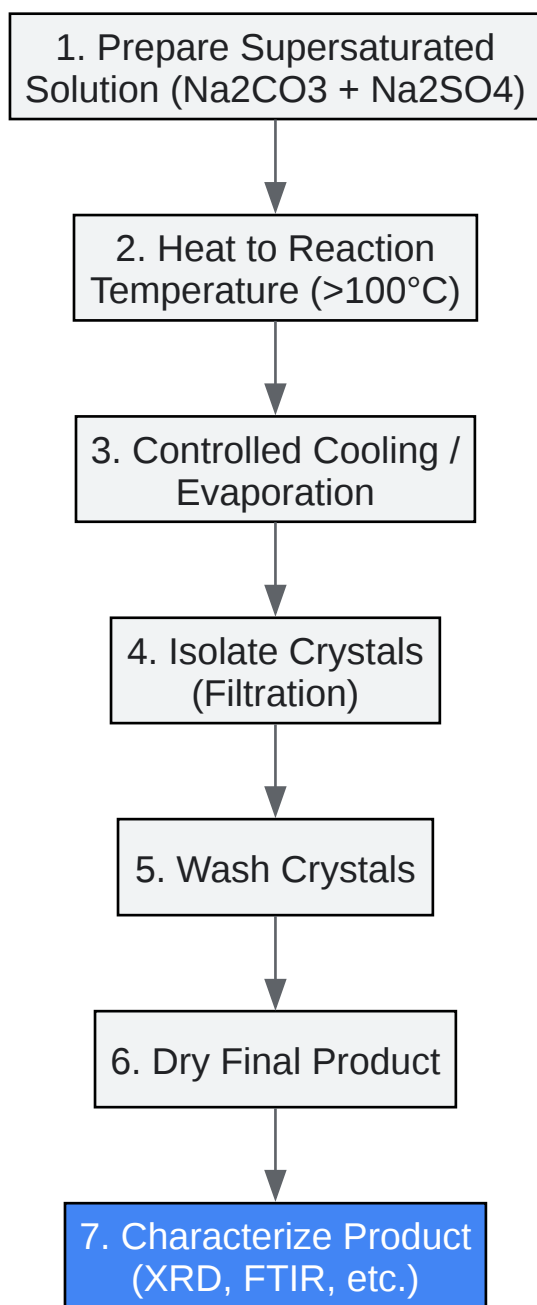 1. Prepare Supersaturated
Solution (Na2CO3 + Na2SO4)
2. Heat to Reaction
Temperature (>100°C)
3. Controlled Cooling /
Evaporation
4. Isolate Crystals
(Filtration)
5. Wash Crystals
6. Dry Final Product
7. Characterize Product
(XRD, FTIR, etc.)